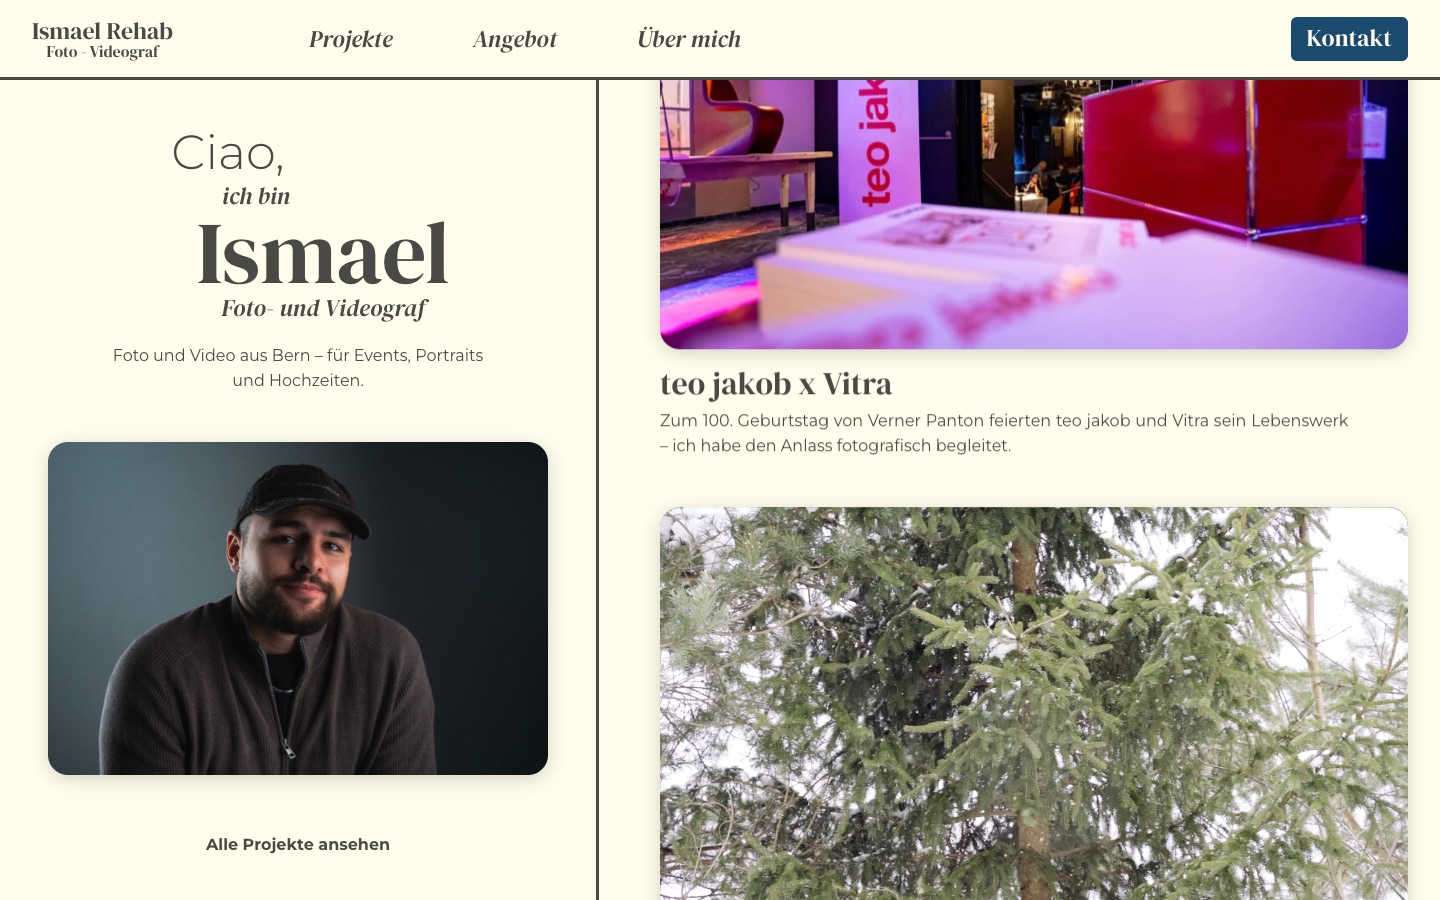 Ismael Rehab
Foto - Videograf
Projekte
Angebot
Über mich
Kontakt
Ciao,
ich bin
Ismael
Foto- und Videograf
Foto und Video aus Bern – für Events, Portraits
und Hochzeiten.
Alle Projekte ansehen
teo jak
teo jakob x Vitra
Zum 100. Geburtstag von Verner Panton feierten teo jakob und Vitra sein Lebenswerk
– ich habe den Anlass fotografisch begleitet.